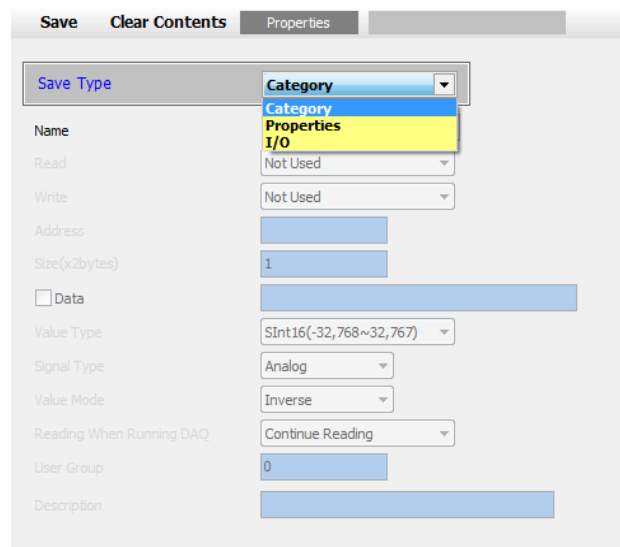 Save Clear Contents Properties
Save Type Category
Category
Name Properties
I/O
Read Not Used
Write Not Used
Address
Size(x2bytes) 1
Data
Value Type SInt16(-32,768~32,767)
Signal Type Analog
Value Mode Inverse
Reading When Running DAQ Continue Reading
User Group 0
Description